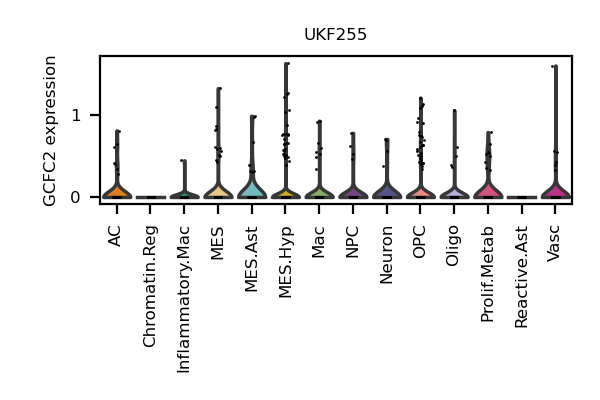 UKF255
GCFC2 expression
1
0
AC
Chromatin.Reg
Inflammatory.Mac
MES
MES.Ast
MES.Hyp
Mac
NPC
Neuron
OPC
Oligo
Prolif.Metab
Reactive.Ast
Vasc